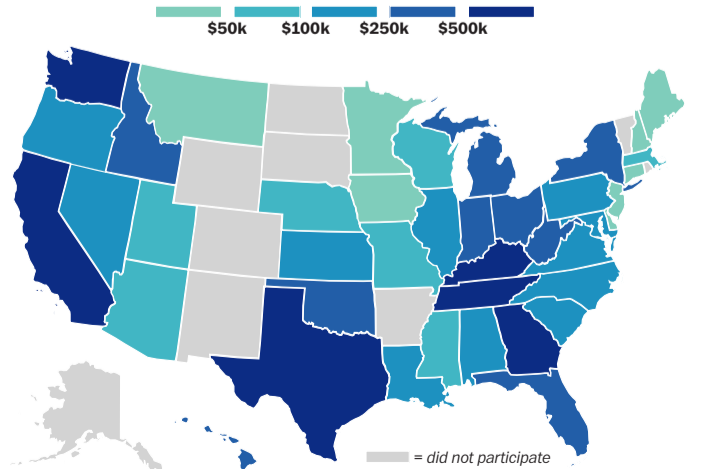 $50k $100k $250k $500k
= did not participate